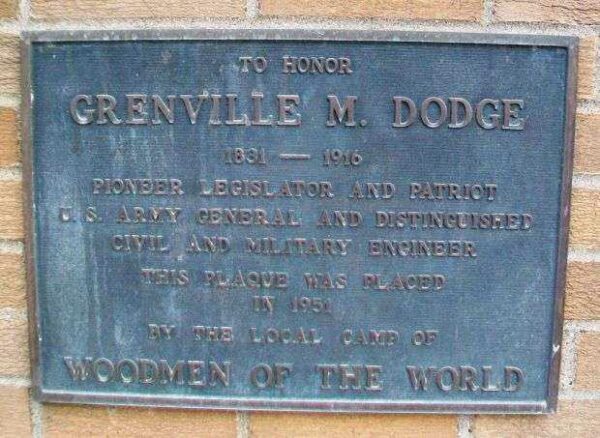 TO HONOR
GRENVILLE M. DODGE
1831 — 1916
PIONEER LEGISLATOR AND PATRIOT
U. S. ARMY GENERAL AND DISTINGUISHED
CIVIL AND MILITARY ENGINEER
THIS PLAQUE WAS PLACED
IN 1951
BY THE LOCAL CAMP OF
WOODMEN OF THE WORLD